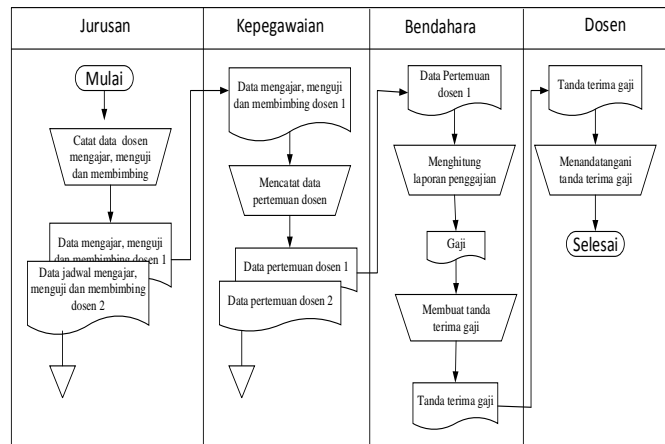 Jurusan
Kepegawaian
Bendahara
Dosen
Mulai
Catat data dosen
mengajar, menguji
dan membimbing
Data mengajar, menguji
dan membimbing dosen 1
Data jadwal mengajar,
menguji dan membimbing
dosen 2
Data mengajar, menguji
dan membimbing dosen 1
Mencatat data
pertemuan dosen
Data pertemuan dosen 1
Data pertemuan dosen 2
Data Pertemuan
dosen 1
Menghitung
laporan penggajian
Gaji
Membuat tanda
terima gaji
Tanda terima gaji
Tanda terima gaji
Menandatangani
tanda terima gaji
Selesai